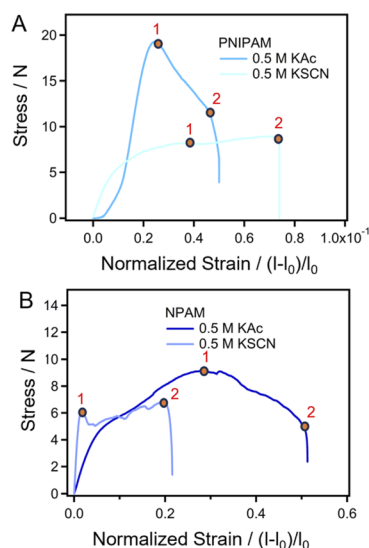 A
PNIPAM
0.5 M KAc
0.5 M KSCN
1
2
1
2
20
15
10
5
0
Stress / N
0.0
0.2
0.4
0.6
0.8
1.0x10⁻¹
Normalized Strain / (l-l₀)/l₀
B
NPAM
0.5 M KAc
0.5 M KSCN
1
2
1
2
14
12
10
8
6
4
2
0
Stress / N
0.0
0.2
0.4
0.6
Normalized Strain / (l-l₀)/l₀